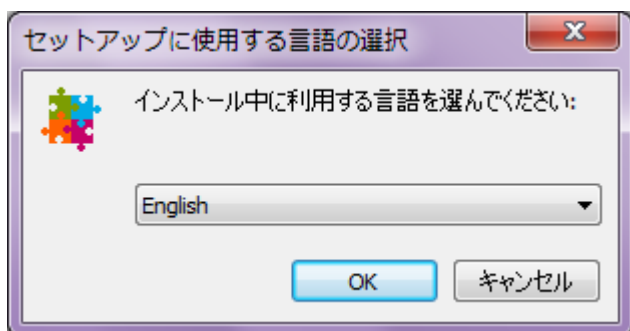 セットアップに使用する言語の選択
インストール中に利用する言語を選んでください:
English
OK
キャンセル